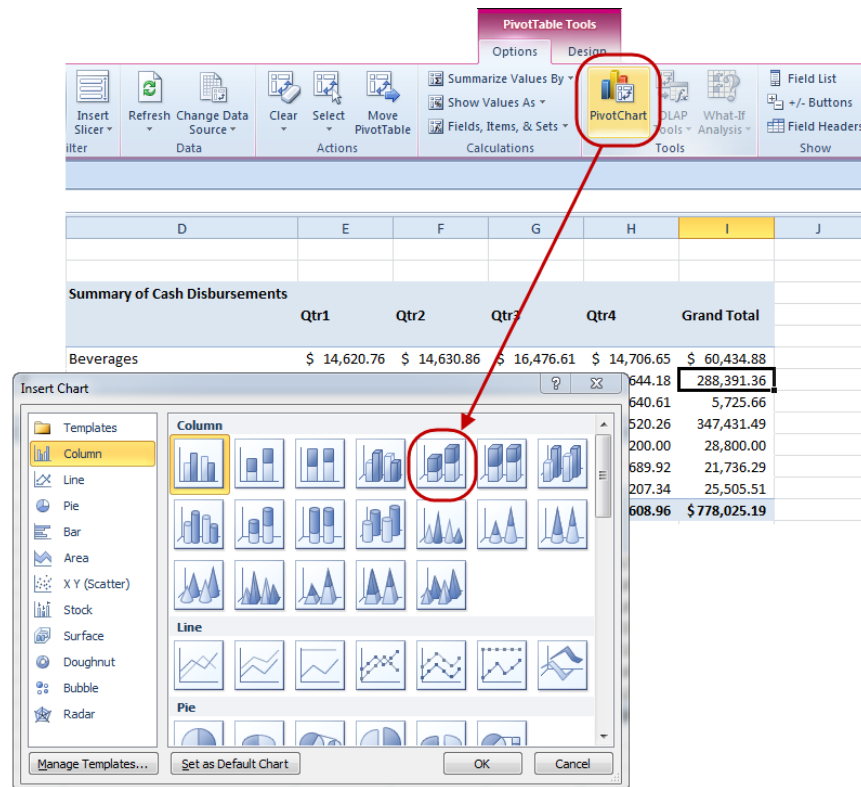 PivotTable Tools
Options Design
Summarize Values By
Show Values As
Fields, Items, & Sets
Insert Slicer
Refresh
Change Data Source
Clear
Select
Move PivotTable
PivotChart
OLAP Tools
What-If Analysis
Field List
+/- Buttons
Field Headers
ilter Data Actions Calculations Tools Show
D E F G H I J
Summary of Cash Disbursements
Qtr1 Qtr2 Qtr3 Qtr4 Grand Total
Beverages $ 14,620.76 $ 14,630.86 $ 16,476.61 $ 14,706.65 $ 60,434.88
644.18 288,391.36
640.61 5,725.66
520.26 347,431.49
200.00 28,800.00
689.92 21,736.29
207.34 25,505.51
608.96 $778,025.19
Insert Chart
Templates
Column
Line
Pie
Bar
Area
X Y (Scatter)
Stock
Surface
Doughnut
Bubble
Radar
Column
Line
Pie
Manage Templates... Set as Default Chart OK Cancel